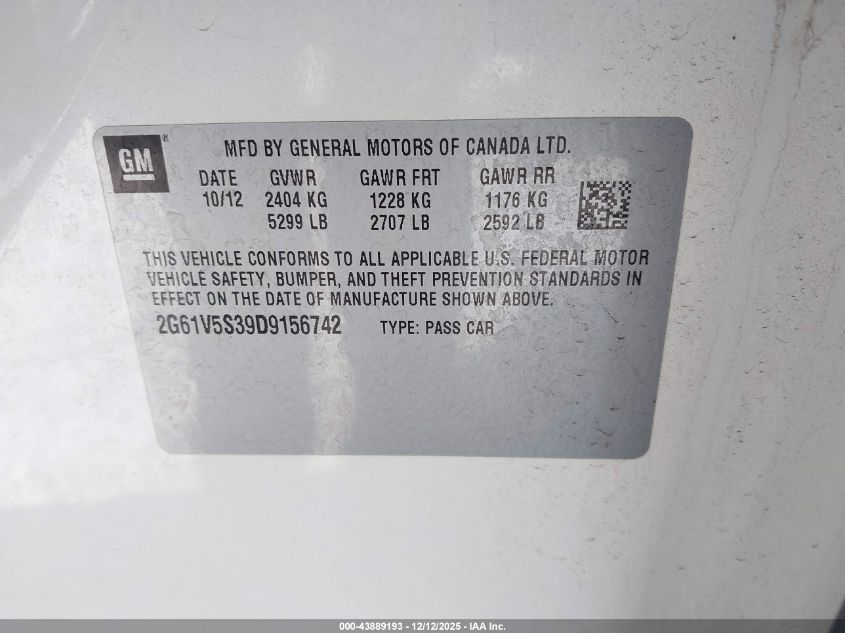 GM®
MFD BY GENERAL MOTORS OF CANADA LTD.
DATE GVWR GAWR FRT GAWR RR
10/12 2404 KG 1228 KG 1176 KG
5299 LB 2707 LB 2592 LB
THIS VEHICLE CONFORMS TO ALL APPLICABLE U.S. FEDERAL MOTOR
VEHICLE SAFETY, BUMPER, AND THEFT PREVENTION STANDARDS IN
EFFECT ON THE DATE OF MANUFACTURE SHOWN ABOVE.
2G61V5S39D9156742 TYPE: PASS CAR
000-43889193 - 12/12/2025 - IAA Inc.